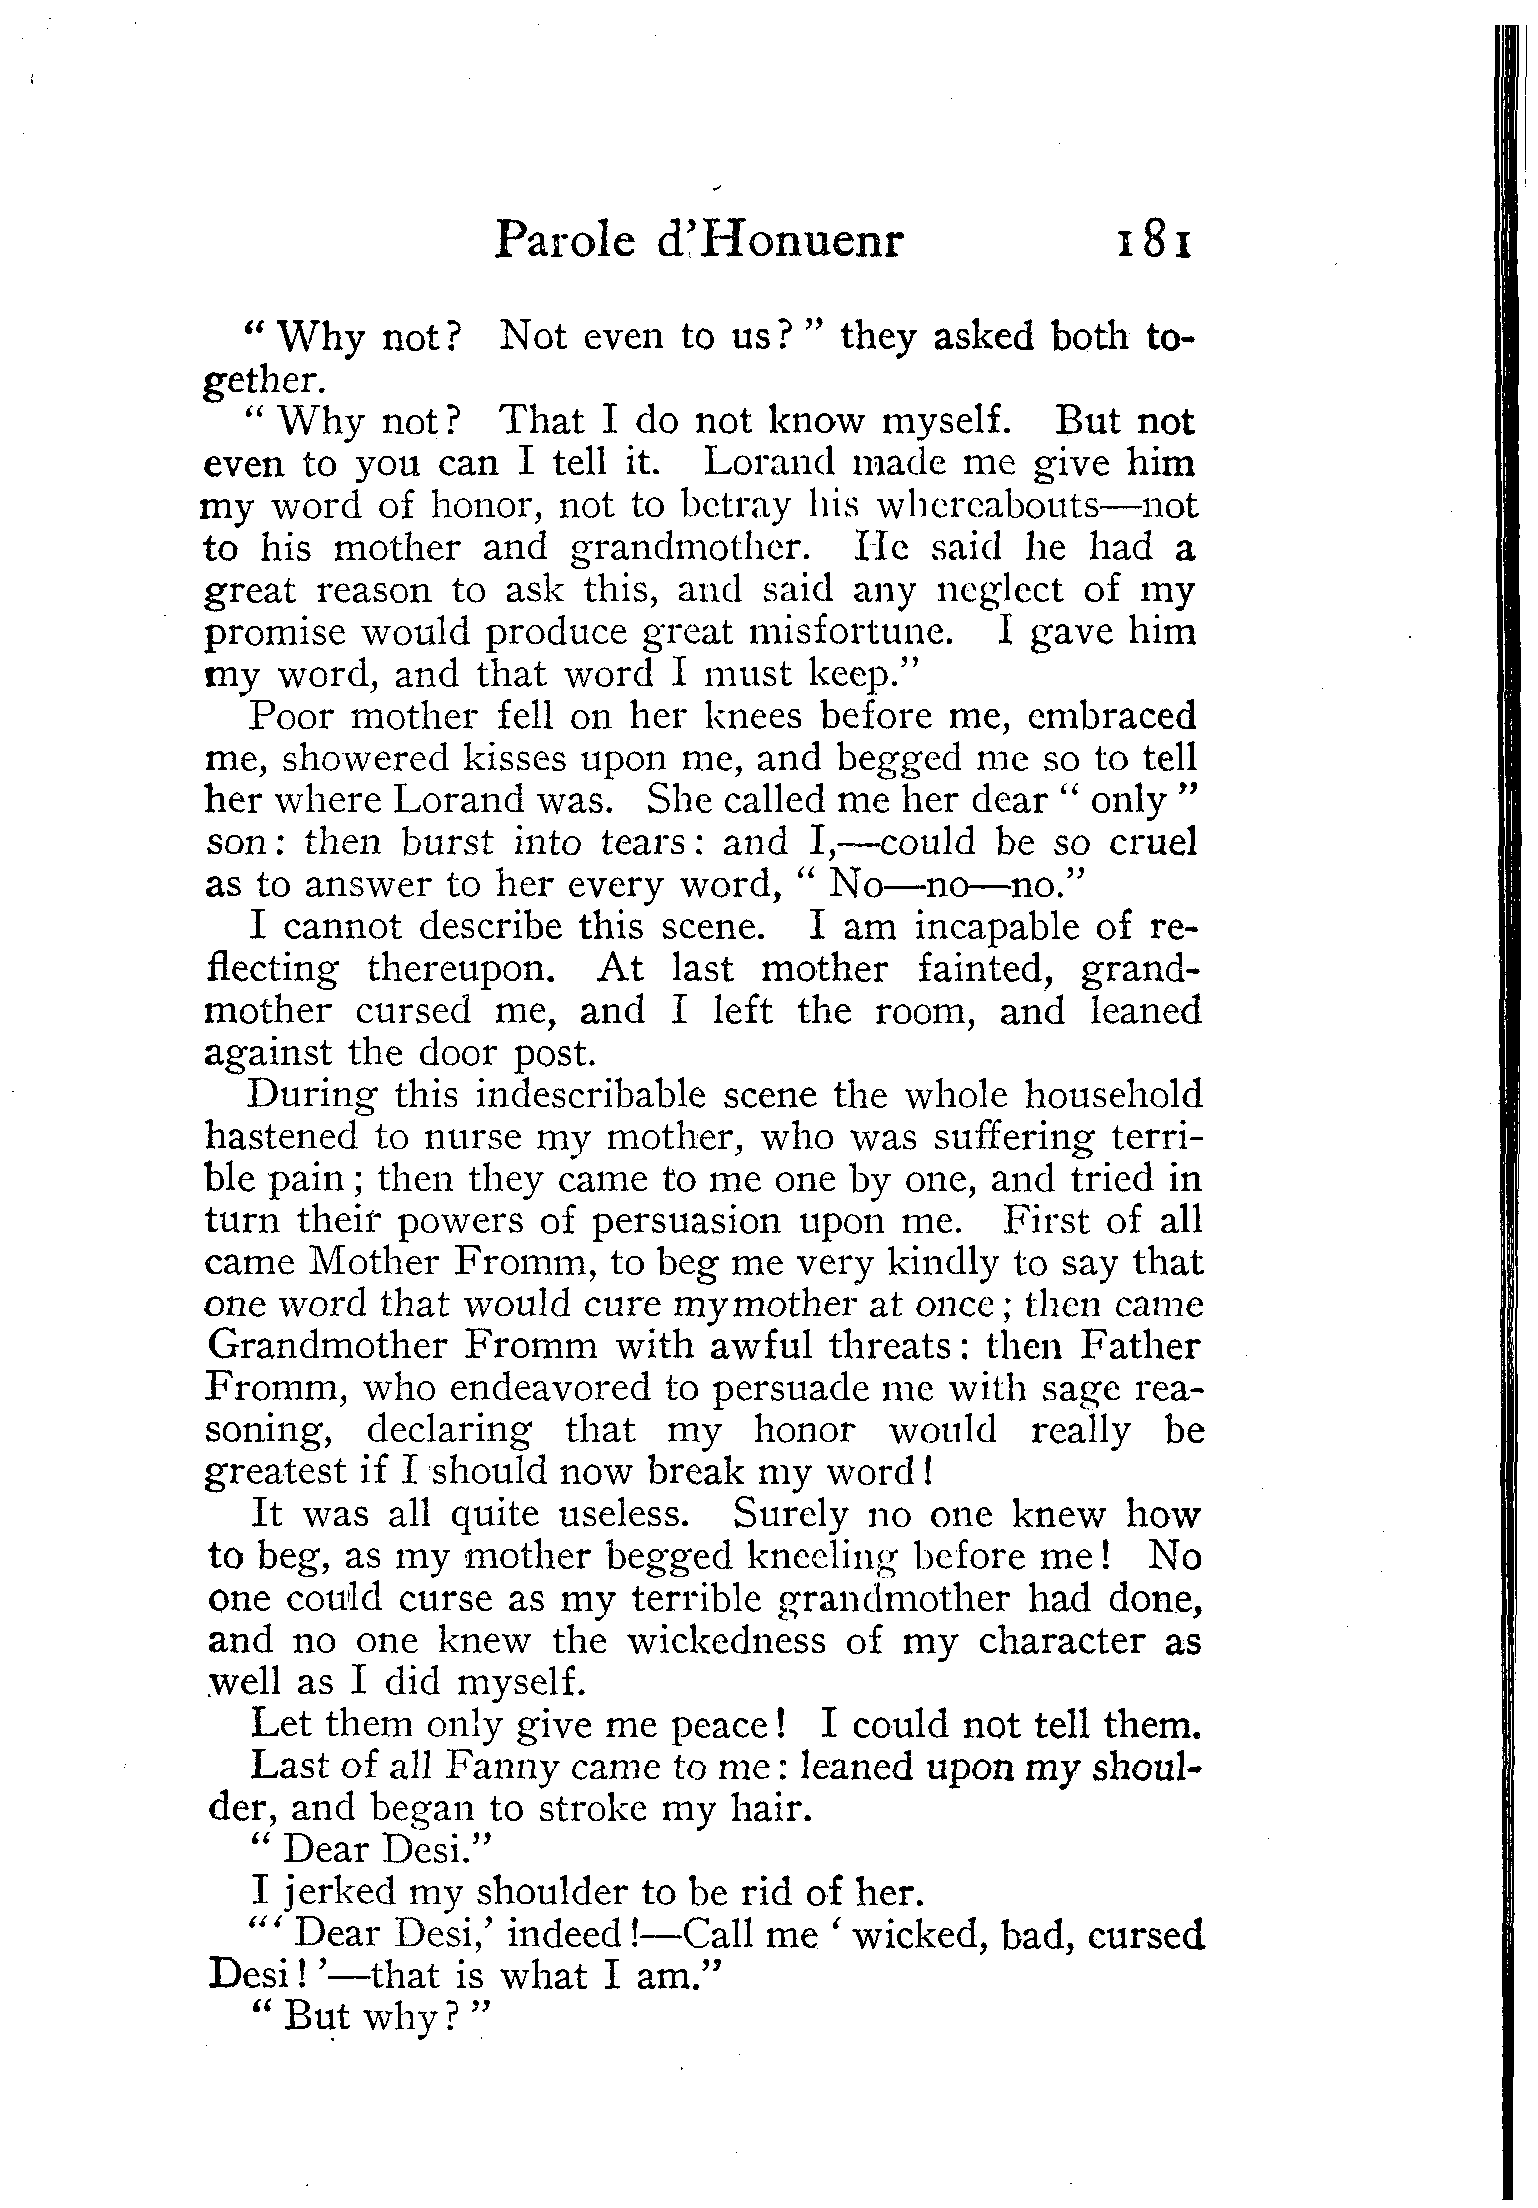 Parole d'Honuenr 181
" Why not? Not even to us? " they asked both to-
gether.
" Why not? That I do not know myself. But not
even to you can I tell it. Lorand made me give him
my word of honor, not to betray his whereabouts—not
to his mother and grandmother. He said he had a
great reason to ask this, and said any neglect of my
promise would produce great misfortune. I gave him
my word, and that word I must keep."
Poor mother fell on her knees before me, embraced
me, showered kisses upon me, and begged me so to tell
her where Lorand was. She called me her dear " only "
son: then burst into tears: and I,—could be so cruel
as to answer to her every word, " No—no—no."
I cannot describe this scene. I am incapable of re-
flecting thereupon. At last mother fainted, grand-
mother cursed me, and I left the room, and leaned
against the door post.
During this indescribable scene the whole household
hastened to nurse my mother, who was suffering terri-
ble pain; then they came to me one by one, and tried in
turn their powers of persuasion upon me. First of all
came Mother Fromm, to beg me very kindly to say that
one word that would cure mymother at once; then came
Grandmother Fromm with awful threats: then Father
Fromm, who endeavored to persuade me with sage rea-
soning, declaring that my honor would really be
greatest if I should now break my word!
It was all quite useless. Surely no one knew how
to beg, as my mother begged kneeling before me! No
one could curse as my terrible grandmother had done,
and no one knew the wickedness of my character as
well as I did myself.
Let them only give me peace! I could not tell them.
Last of all Fanny came to me: leaned upon my shoul-
der, and began to stroke my hair.
" Dear Desi."
I jerked my shoulder to be rid of her.
"' Dear Desi,' indeed!—Call me ' wicked, bad, cursed
Desi! '—that is what I am."
" But why? "